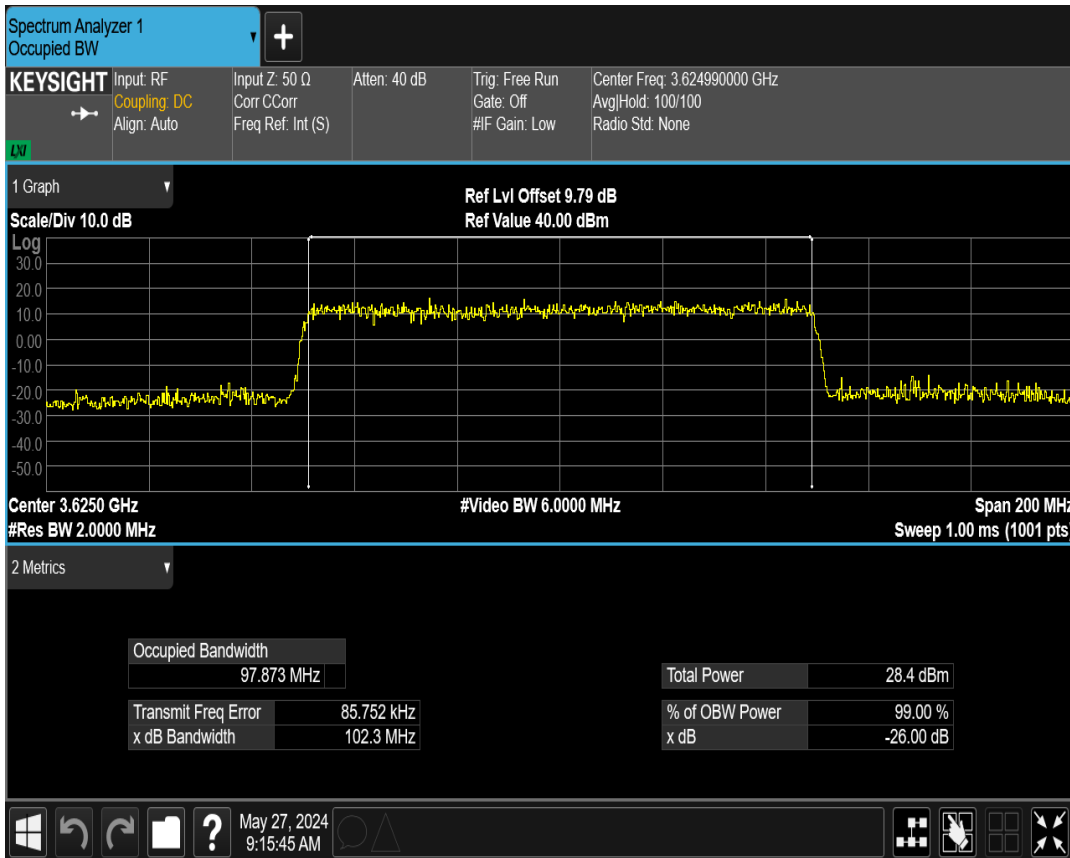 Spectrum Analyzer 1
Occupied BW
KEYSIGHT
Input: RF
Coupling: DC
Align: Auto
Input Z: 50 Ω
Corr CCorr
Freq Ref: Int (S)
Atten: 40 dB
Trig: Free Run
Gate: Off
#IF Gain: Low
Center Freq: 3.624990000 GHz
Avg|Hold: 100/100
Radio Std: None
LXI
1 Graph
Scale/Div 10.0 dB
Ref Lvl Offset 9.79 dB
Ref Value 40.00 dBm
Log
30.0
20.0
10.0
0.00
-10.0
-20.0
-30.0
-40.0
-50.0
Center 3.6250 GHz
#Video BW 6.0000 MHz
Span 200 MHz
#Res BW 2.0000 MHz
Sweep 1.00 ms (1001 pts)
2 Metrics
Occupied Bandwidth
97.873 MHz
Total Power 28.4 dBm
Transmit Freq Error 85.752 kHz
% of OBW Power 99.00 %
x dB Bandwidth 102.3 MHz
x dB -26.00 dB
May 27, 2024
9:15:45 AM